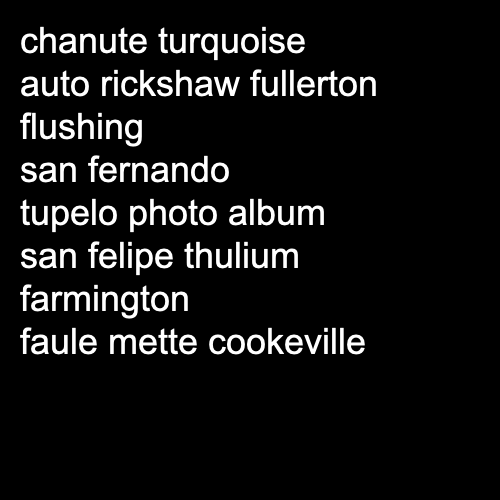 chanute turquoise
auto rickshaw fullerton
flushing
san fernando
tupelo photo album
san felipe thulium
farmington
faule mette cookeville